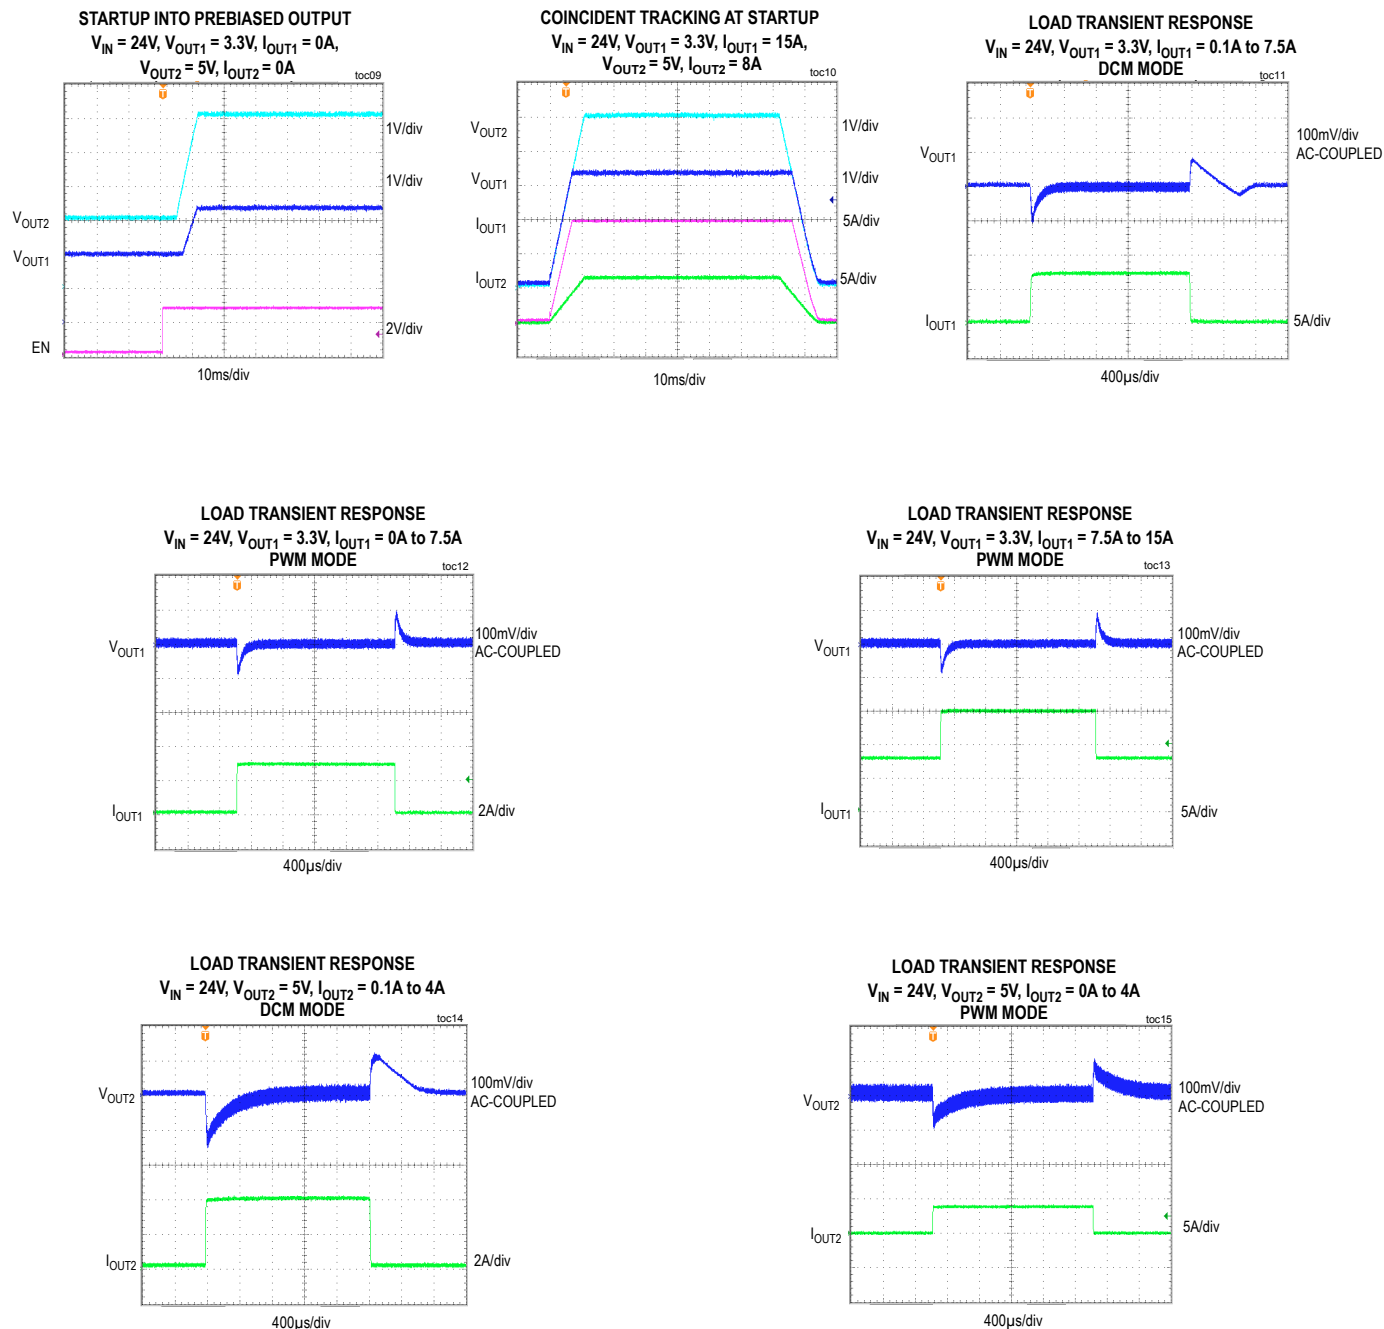 STARTUP INTO PREBIASED OUTPUT
VIN = 24V, VOUT1 = 3.3V, IOUT1 = 0A,
VOUT2 = 5V, IOUT2 = 0A
toc09
T
1V/div
1V/div
VOUT2
VOUT1
2V/div
EN
10ms/div
COINCIDENT TRACKING AT STARTUP
VIN = 24V, VOUT1 = 3.3V, IOUT1 = 15A,
VOUT2 = 5V, IOUT2 = 8A
toc10
T
VOUT2
1V/div
VOUT1
1V/div
IOUT1
5A/div
IOUT2
5A/div
10ms/div
LOAD TRANSIENT RESPONSE
VIN = 24V, VOUT1 = 3.3V, IOUT1 = 0.1A to 7.5A
DCM MODE
toc11
T
VOUT1
100mV/div
AC-COUPLED
IOUT1
5A/div
400µs/div
LOAD TRANSIENT RESPONSE
VIN = 24V, VOUT1 = 3.3V, IOUT1 = 0A to 7.5A
PWM MODE
toc12
T
VOUT1
100mV/div
AC-COUPLED
IOUT1
2A/div
400µs/div
LOAD TRANSIENT RESPONSE
VIN = 24V, VOUT1 = 3.3V, IOUT1 = 7.5A to 15A
PWM MODE
toc13
T
VOUT1
100mV/div
AC-COUPLED
IOUT1
5A/div
400µs/div
LOAD TRANSIENT RESPONSE
VIN = 24V, VOUT2 = 5V, IOUT2 = 0.1A to 4A
DCM MODE
toc14
T
VOUT2
100mV/div
AC-COUPLED
IOUT2
2A/div
400µs/div
LOAD TRANSIENT RESPONSE
VIN = 24V, VOUT2 = 5V, IOUT2 = 0A to 4A
PWM MODE
toc15
T
VOUT2
100mV/div
AC-COUPLED
IOUT2
5A/div
400µs/div